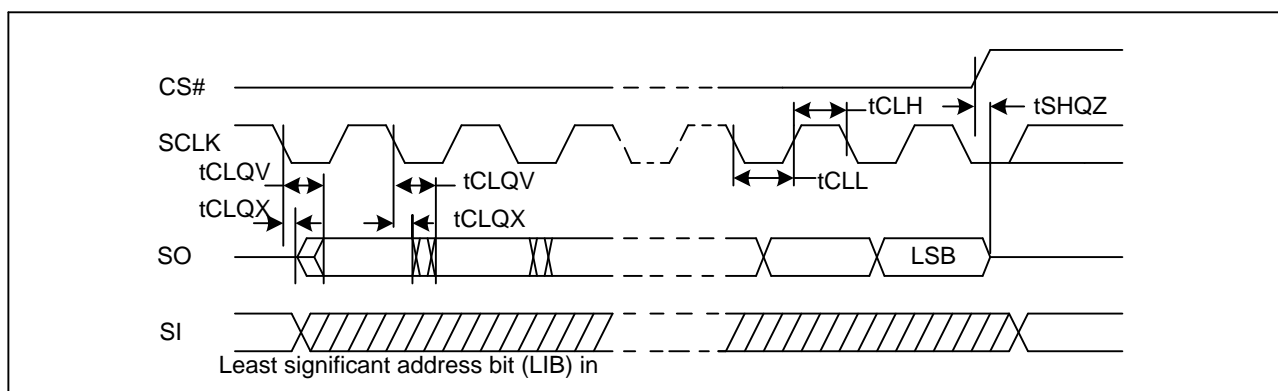 CS#
tCLH
tSHQZ
SCLK
tCLQV
tCLQV
tCLL
tCLQX
tCLQX
SO
LSB
SI
Least significant address bit (LIB) in